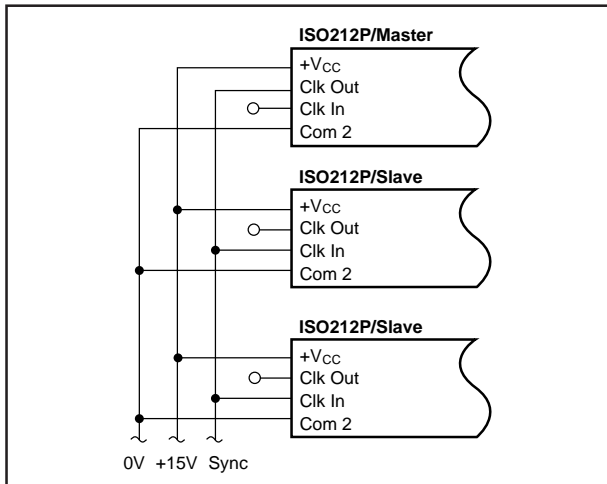 ISO212P/Master
+VCC
Clk Out
Clk In
Com 2
ISO212P/Slave
+VCC
Clk Out
Clk In
Com 2
ISO212P/Slave
+VCC
Clk Out
Clk In
Com 2
0V +15V Sync